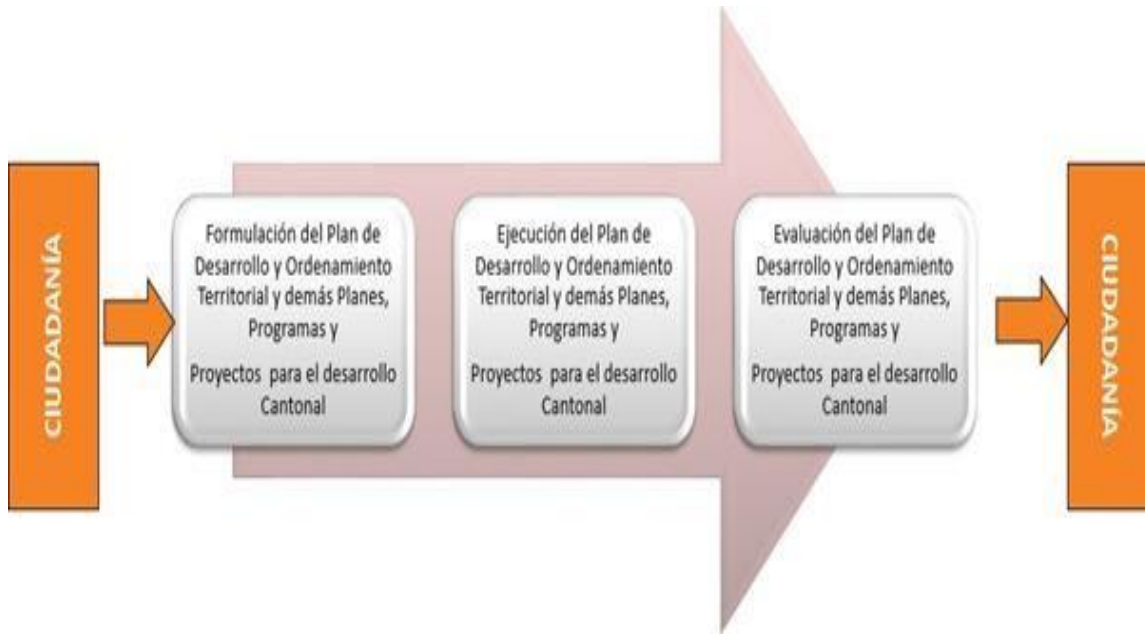 CIUDADANÍA
Formulación del Plan de
Desarrollo y Ordenamiento
Territorial y demás Planes,
Programas y
Proyectos para el desarrollo
Cantonal
Ejecución del Plan de
Desarrollo y Ordenamiento
Territorial y demás Planes,
Programas y
Proyectos para el desarrollo
Cantonal
Evaluación del Plan de
Desarrollo y Ordenamiento
Territorial y demás Planes,
Programas y
Proyectos para el desarrollo
Cantonal
CIUDADANÍA